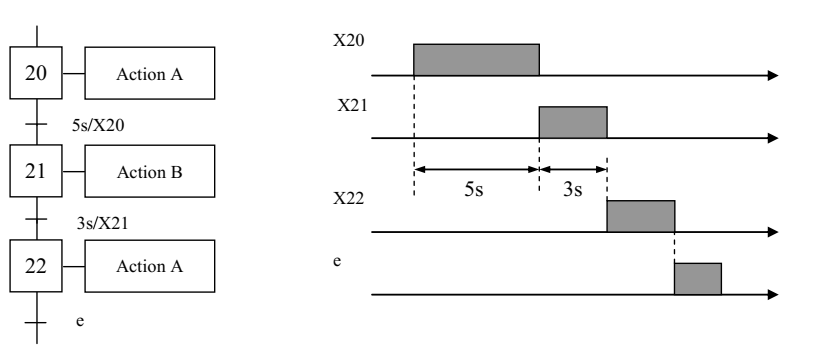 20
Action A
5s/X20
21
Action B
3s/X21
22
Action A
e
X20
X21
5s
3s
X22
e